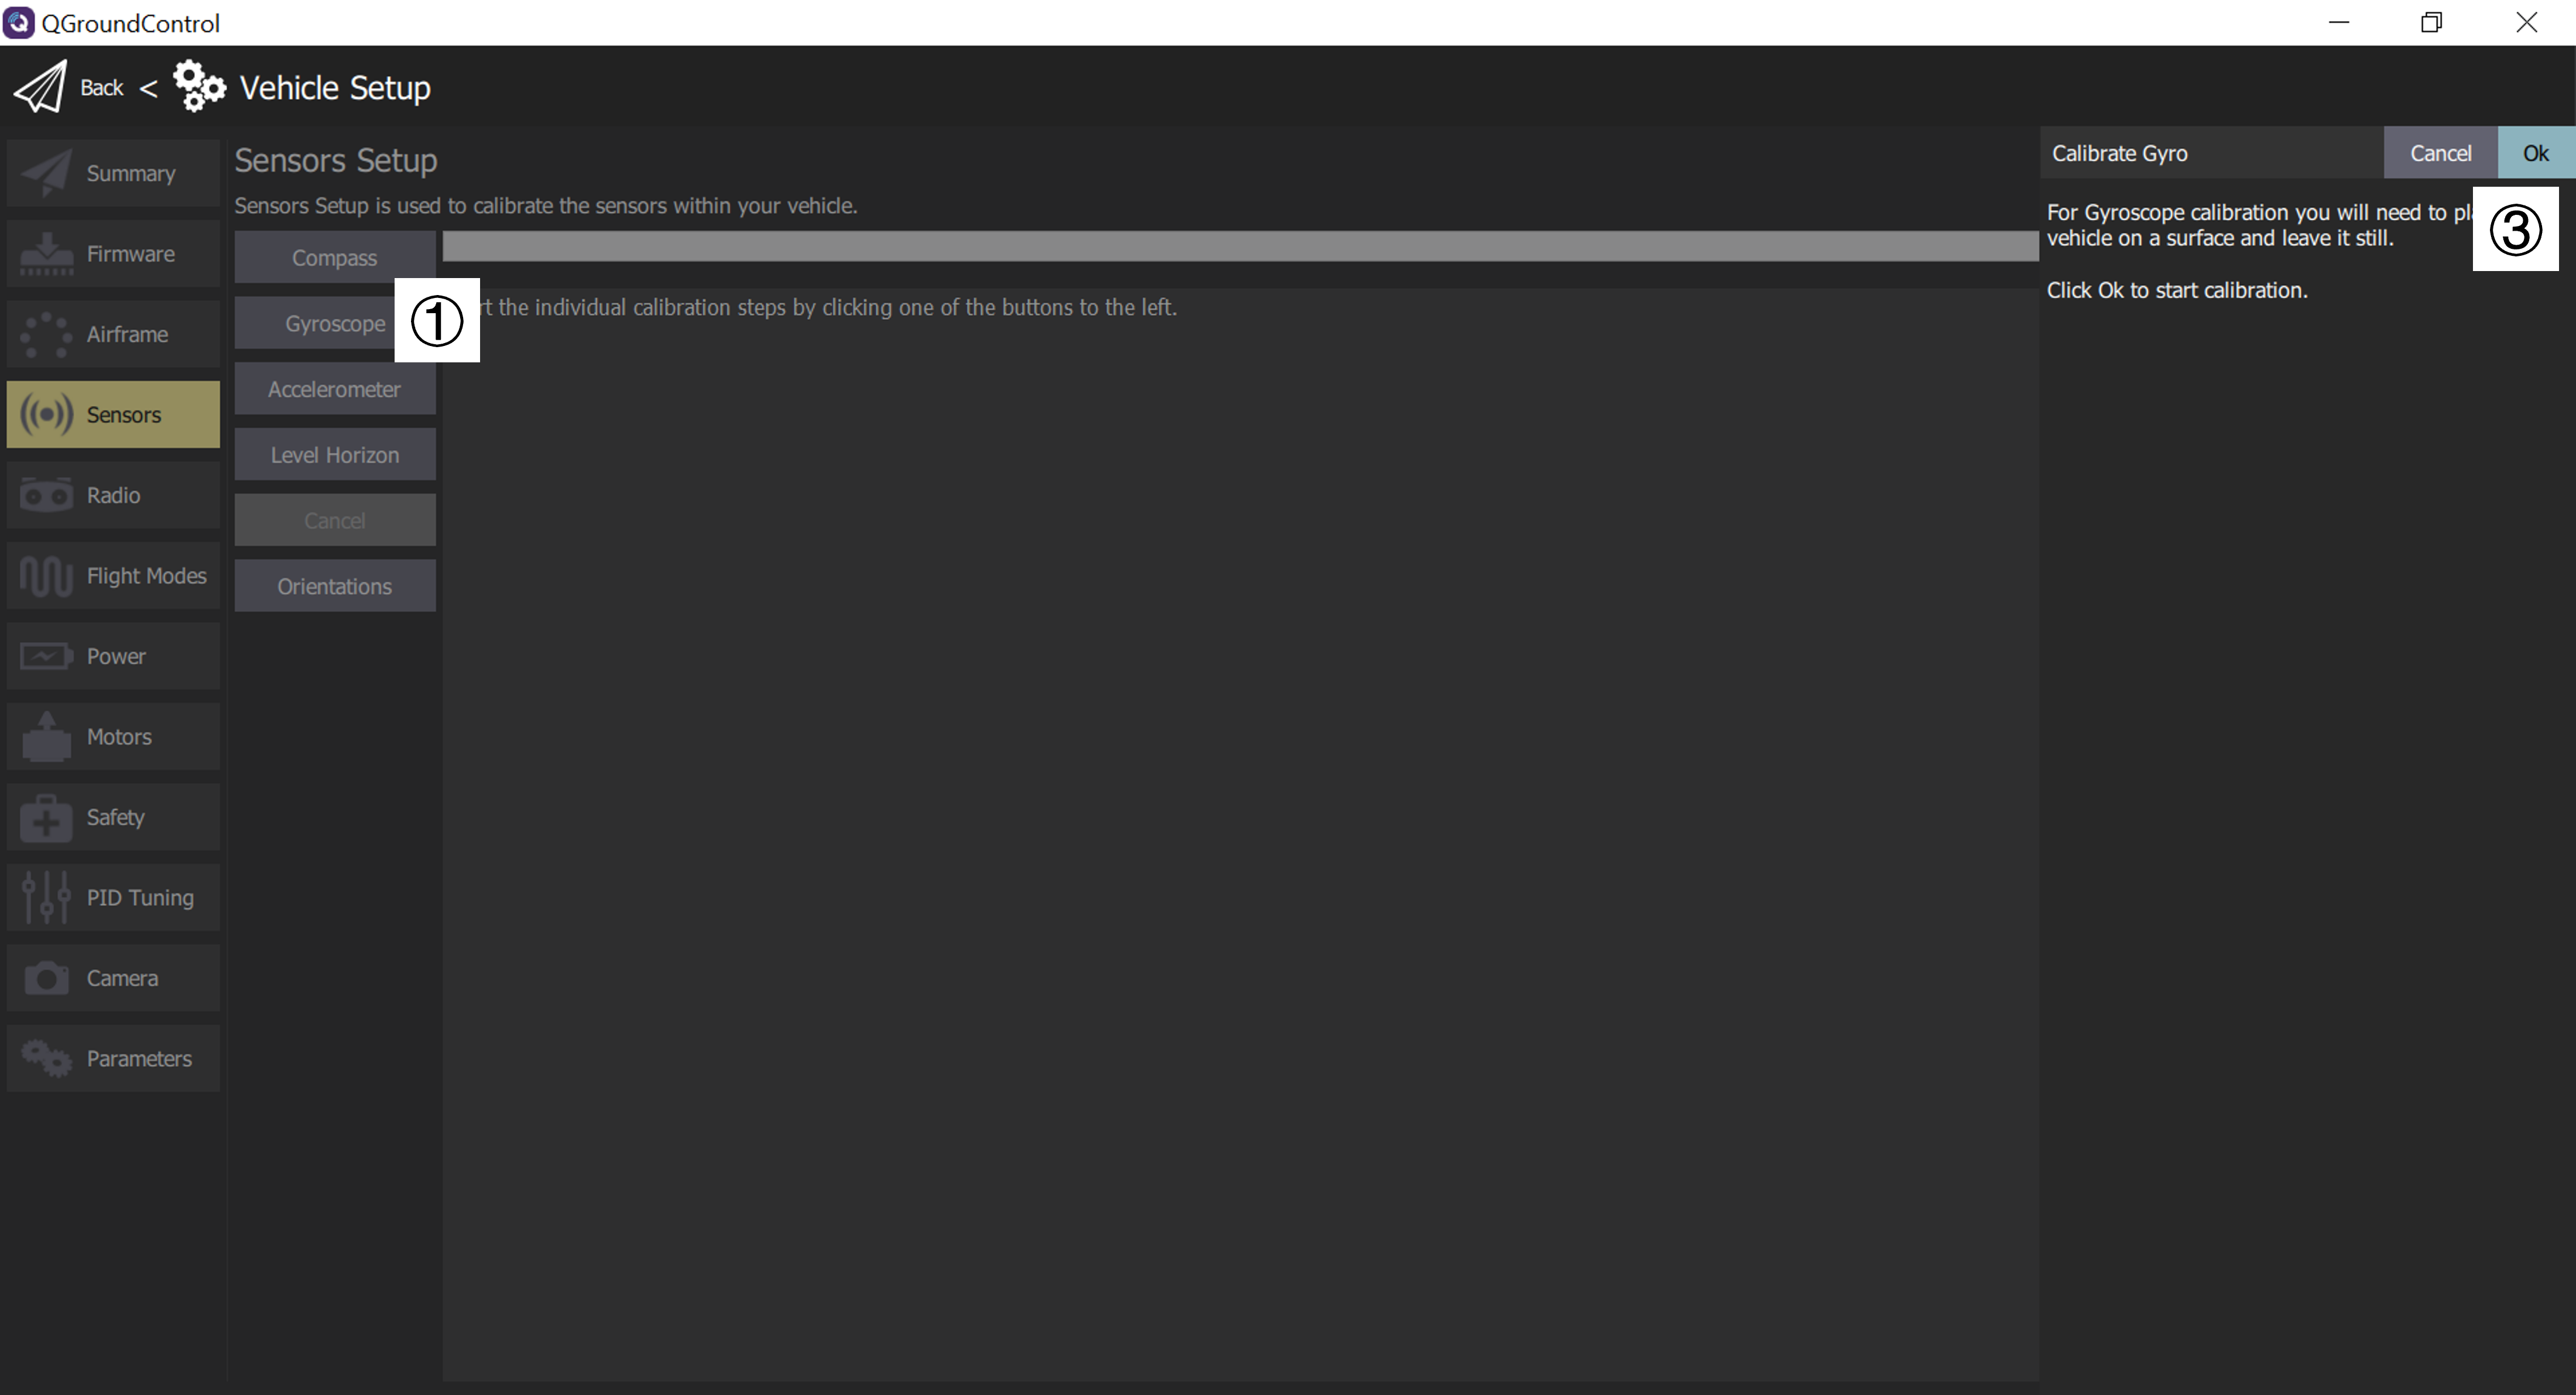 QGroundControl
Back < Vehicle Setup
Summary
Firmware
Airframe
Sensors
Radio
Flight Modes
Power
Motors
Safety
PID Tuning
Camera
Parameters
Sensors Setup
Sensors Setup is used to calibrate the sensors within your vehicle.
Compass
Gyroscope
①
Accelerometer
Level Horizon
Cancel
Orientations
rt the individual calibration steps by clicking one of the buttons to the left.
Calibrate Gyro
Cancel
Ok
③
For Gyroscope calibration you will need to pl
vehicle on a surface and leave it still.
Click Ok to start calibration.